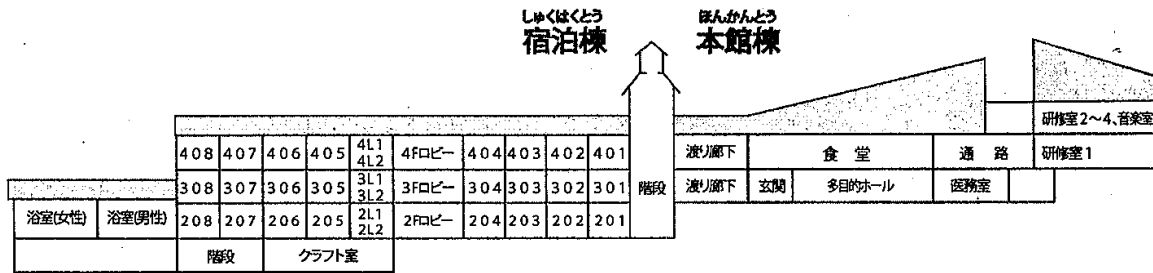 しゅくはくとう ほんかんとう
宿泊棟 本館棟
研修室2～4、音楽室
408 407 406 405 4L1 4Fロビー 404 403 402 401 渡り廊下 食堂 通路 研修室1
4L2
308 307 306 305 3L1 3Fロビー 304 303 302 301 階段 渡り廊下 玄関 多目的ホール 医務室
3L2
浴室(女性) 浴室(男性) 208 207 206 205 2L1 2Fロビー 204 203 202 201
2L2
階段 クラフト室